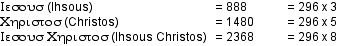 Ιεσουσ (Ihsous) = 888 = 296 x 3
Χηριστοσ (Christos) = 1480 = 296 x 5
Ιεσουσ Χηριστοσ (Ihsous Christos) = 2368 = 296 x 8